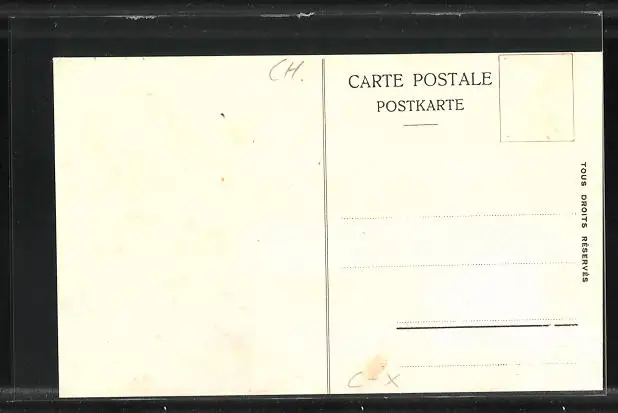 CH.
CARTE POSTALE
POSTKARTE
TOUS DROITS RÉSERVÉS
C-X